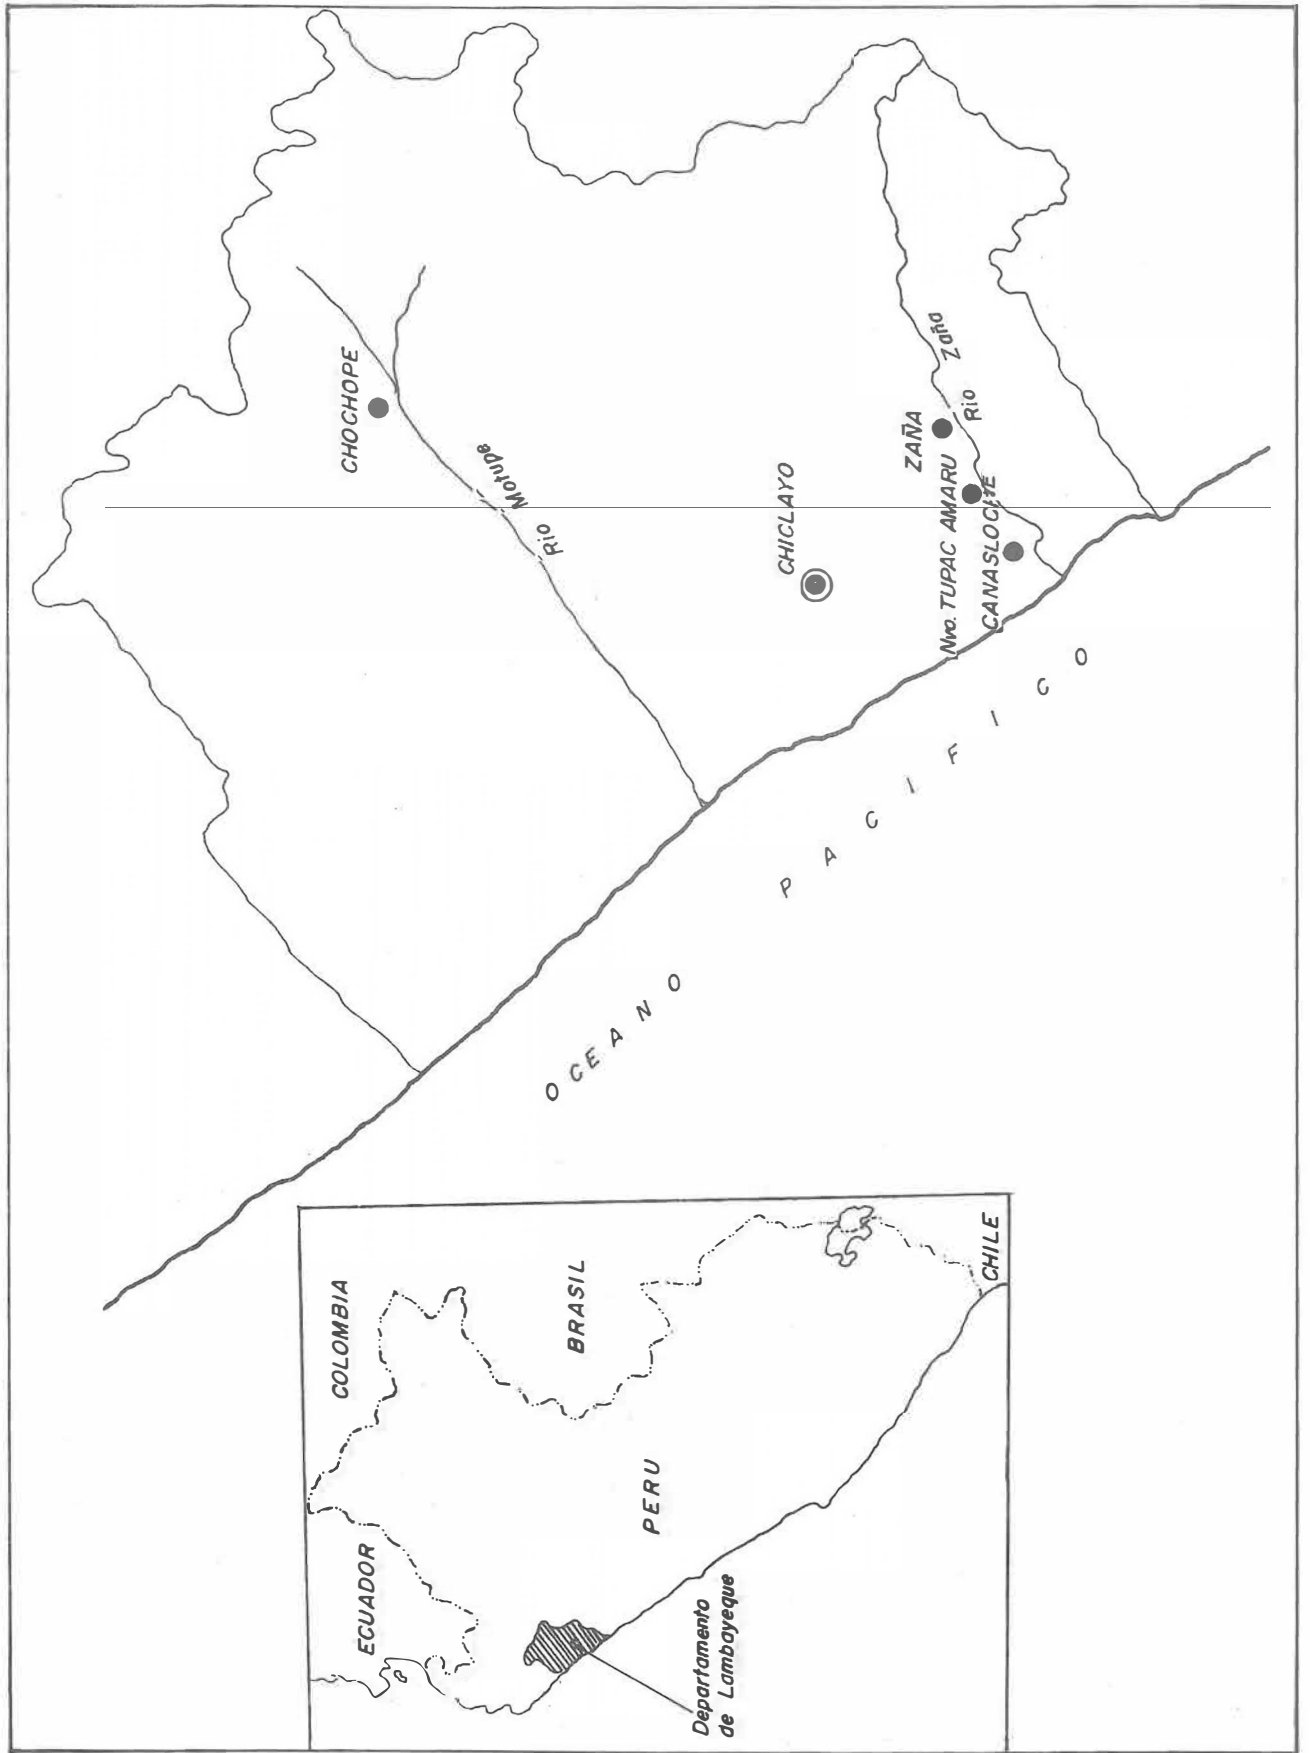 CHOCHOPE
Rio Motupe
CHICLAYO
ZAÑA
Rio Zaña
Nvo. TUPAC AMARU
CANASLOCHE
OCEANO PACIFICO
COLOMBIA
ECUADOR
BRASIL
PERU
CHILE
Departamento
de Lambayeque